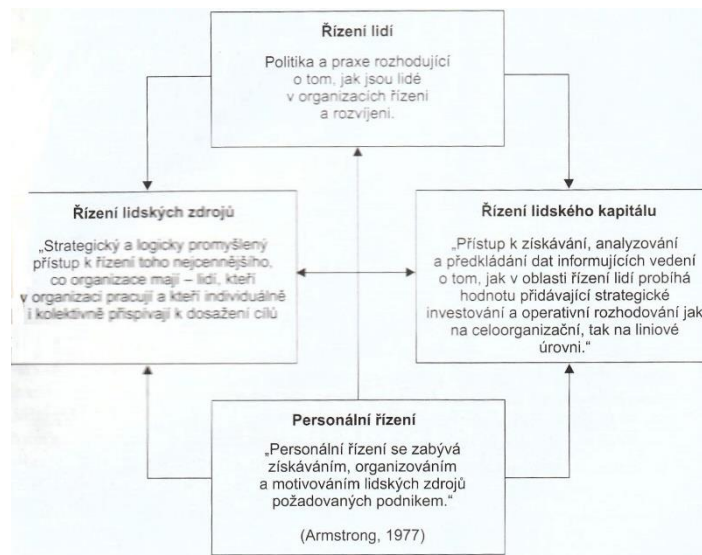 Řízení lidí
Politika a praxe rozhodující
o tom, jak jsou lidé
v organizacích řízeni
a rozvíjeni.
Řízení lidských zdrojů
„Strategický a logicky promyšlený
přístup k řízení toho nejcennějšího,
co organizace mají – lidí, kteří
v organizaci pracují a kteří individuálně
i kolektivně přispívají k dosažení cílů
Řízení lidského kapitálu
„Přístup k získávání, analyzování
a předkládání dat informujících vedení
o tom, jak v oblasti řízení lidí probíhá
hodnotu přidávající strategické
investování a operativní rozhodování jak
na celoorganizační, tak na liniové
úrovni.“
Personální řízení
„Personální řízení se zabývá
získáváním, organizováním
a motivováním lidských zdrojů
požadovaných podnikem.“
(Armstrong, 1977)